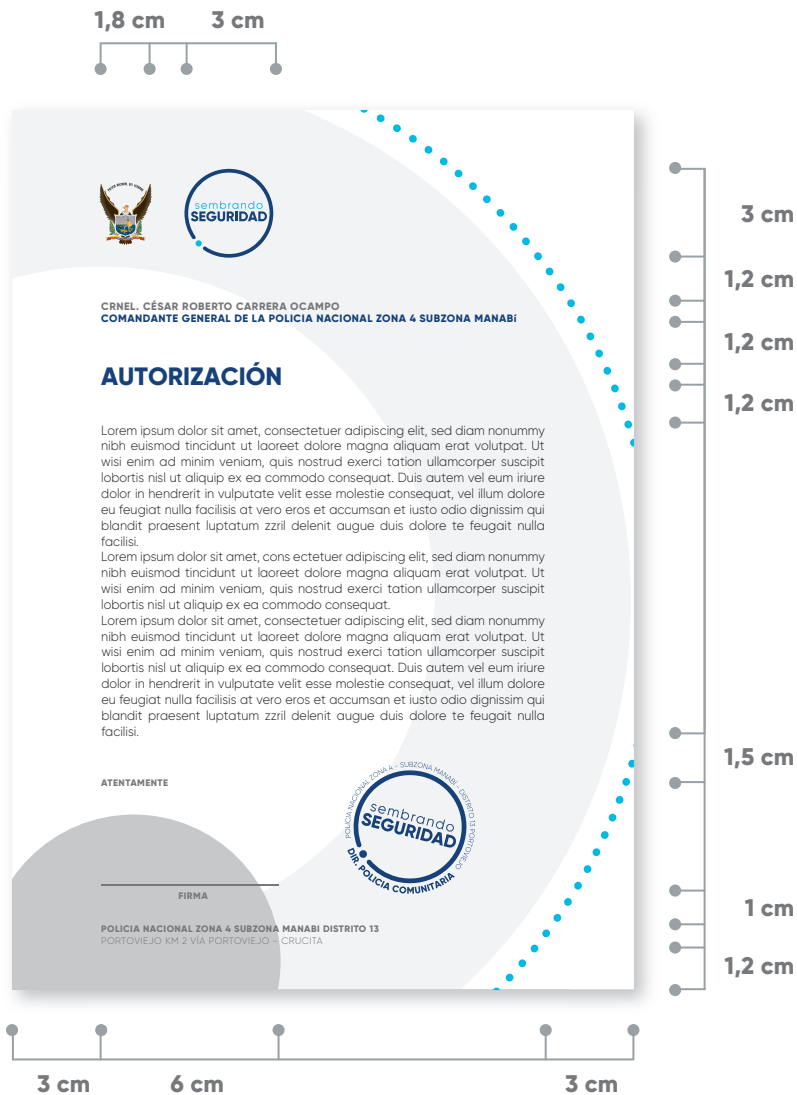 1,8 cm 3 cm
sembrando
SEGURIDAD
3 cm
1,2 cm
CRNEL. CÉSAR ROBERTO CARRERA OCAMPO
COMANDANTE GENERAL DE LA POLICIA NACIONAL ZONA 4 SUBZONA MANABí
1,2 cm
AUTORIZACIÓN
1,2 cm
Lorem ipsum dolor sit amet, consectetuer adipiscing elit, sed diam nonummy
nibh euismod tincidunt ut laoreet dolore magna aliquam erat volutpat. Ut
wisi enim ad minim veniam, quis nostrud exerci tation ullamcorper suscipit
lobortis nisl ut aliquip ex ea commodo consequat. Duis autem vel eum iriure
dolor in hendrerit in vulputate velit esse molestie consequat, vel illum dolore
eu feugiat nulla facilisis at vero eros et accumsan et iusto odio dignissim qui
blandit praesent luptatum zzril delenit augue duis dolore te feugait nulla
facilisi.
Lorem ipsum dolor sit amet, cons ectetuer adipiscing elit, sed diam nonummy
nibh euismod tincidunt ut laoreet dolore magna aliquam erat volutpat. Ut
wisi enim ad minim veniam, quis nostrud exerci tation ullamcorper suscipit
lobortis nisl ut aliquip ex ea commodo consequat.
Lorem ipsum dolor sit amet, consectetuer adipiscing elit, sed diam nonummy
nibh euismod tincidunt ut laoreet dolore magna aliquam erat volutpat. Ut
wisi enim ad minim veniam, quis nostrud exerci tation ullamcorper suscipit
lobortis nisl ut aliquip ex ea commodo consequat. Duis autem vel eum iriure
dolor in hendrerit in vulputate velit esse molestie consequat, vel illum dolore
eu feugiat nulla facilisis at vero eros et accumsan et iusto odio dignissim qui
blandit praesent luptatum zzril delenit augue duis dolore te feugait nulla
facilisi.
1,5 cm
ATENTAMENTE
POLICIA NACIONAL ZONA 4 - SUBZONA MANABÍ - DISTRITO 13 PORTOVIEJO
sembrando
SEGURIDAD
DIR. POLICIA COMUNITARIA
FIRMA
1 cm
POLICIA NACIONAL ZONA 4 SUBZONA MANABI DISTRITO 13
PORTOVIEJO KM 2 VÍA PORTOVIEJO - CRUCITA
1,2 cm
3 cm 6 cm 3 cm